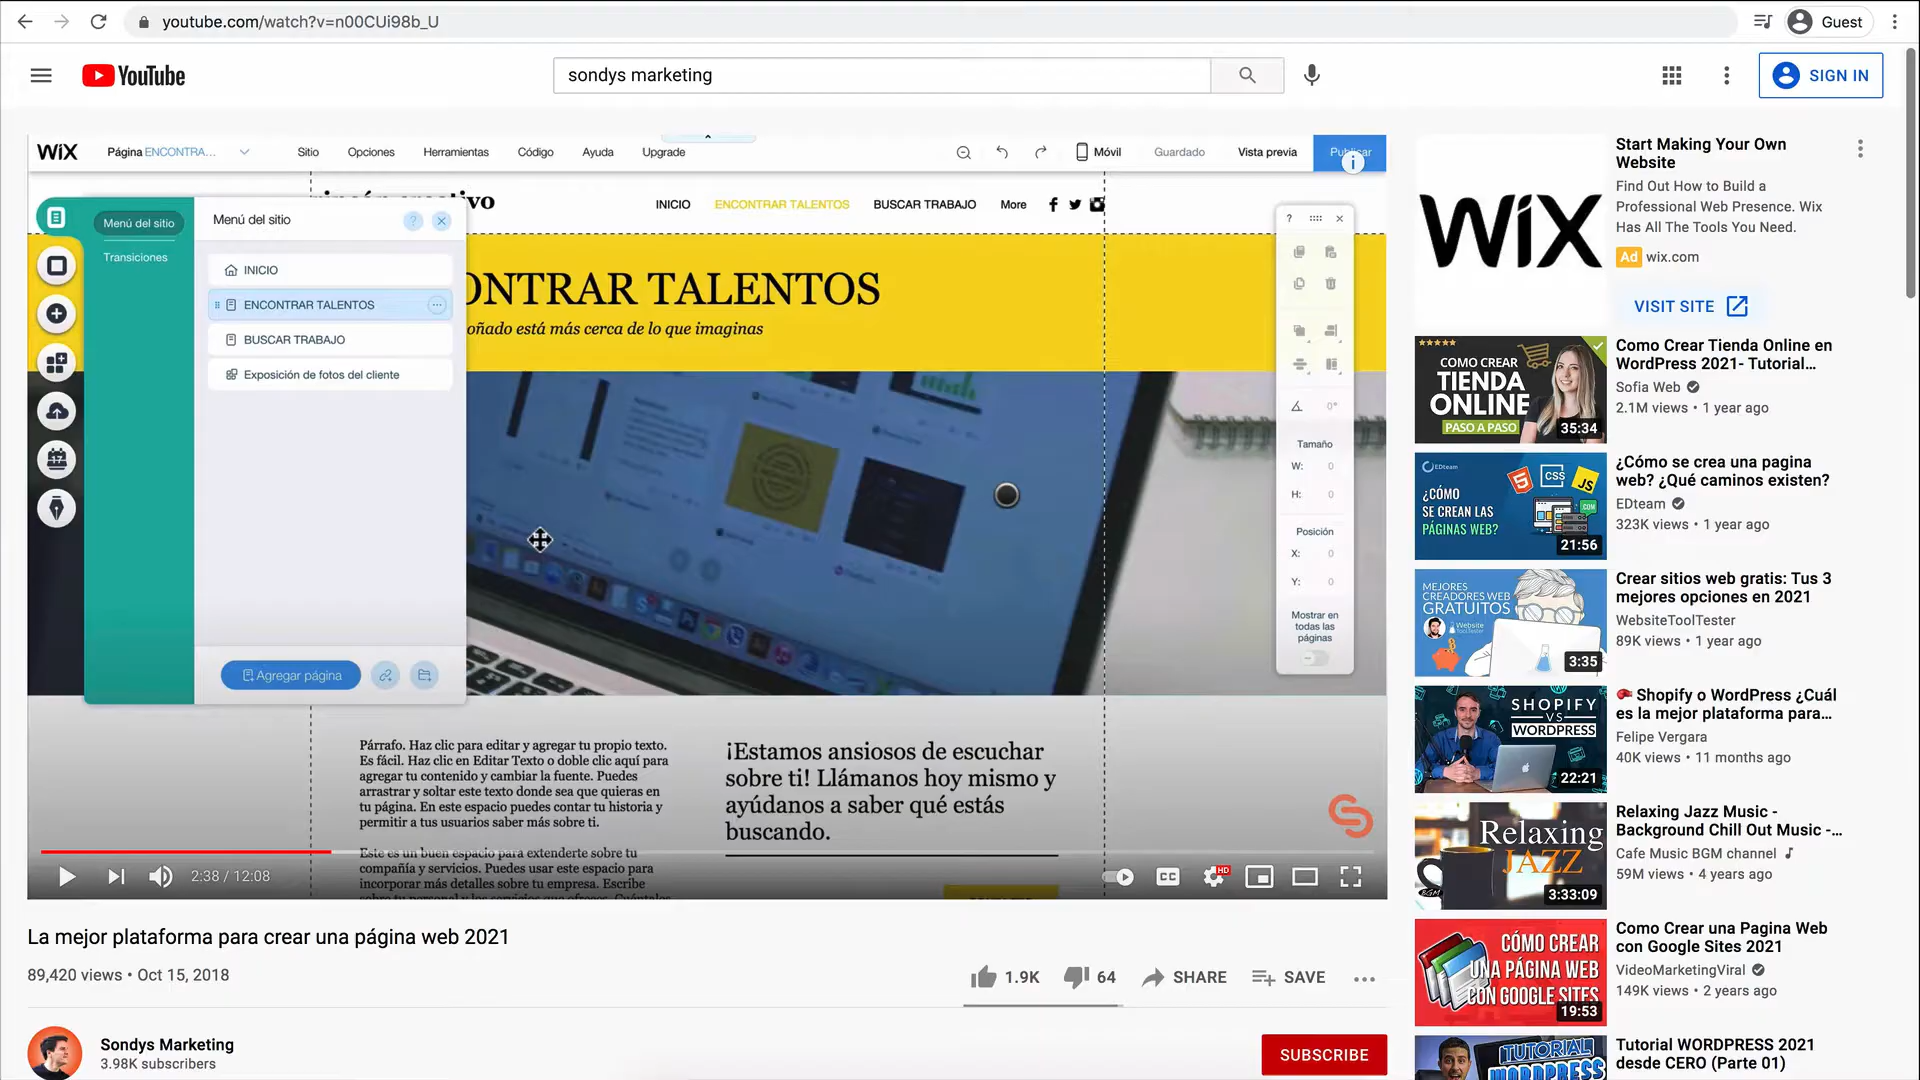 youtube.com/watch?v=n00CUi98b_U
Guest
YouTube
sondys marketing
SIGN IN
WiX
Página ENCONTRA...
Sitio
Opciones
Herramientas
Código
Ayuda
Upgrade
Móvil
Guardado
Vista previa
Publicar
INICIO
ENCONTRAR TALENTOS
BUSCAR TRABAJO
More
Menú del sitio
Transiciones
Menú del sitio
INICIO
ENCONTRAR TALENTOS
BUSCAR TRABAJO
Exposición de fotos del cliente
Agregar página
ONTRAR TALENTOS
oñado está más cerca de lo que imaginas
0°
Tamaño
W: 0
H: 0
Posición
X: 0
Y: 0
Mostrar en
todas las
páginas
Párrafo. Haz clic para editar y agregar tu propio texto.
Es fácil. Haz clic en Editar Texto o doble clic aquí para
agregar tu contenido y cambiar la fuente. Puedes
arrastrar y soltar este texto donde sea que quieras en
tu página. En este espacio puedes contar tu historia y
permitir a tus usuarios saber más sobre ti.
Este es un buen espacio para extenderte sobre tu
compañía y servicios. Puedes usar este espacio para
incorporar más detalles sobre tu empresa. Escribe
¡Estamos ansiosos de escuchar
sobre ti! Llámanos hoy mismo y
ayúdanos a saber qué estás
buscando.
2:38 / 12:08
CC
HD
La mejor plataforma para crear una página web 2021
89,420 views • Oct 15, 2018
1.9K
64
SHARE
SAVE
Sondys Marketing
3.98K subscribers
SUBSCRIBE
WiX
Start Making Your Own
Website
Find Out How to Build a
Professional Web Presence. Wix
Has All The Tools You Need.
Ad wix.com
VISIT SITE
COMO CREAR
TIENDA
ONLINE
PASO A PASO
35:34
Como Crear Tienda Online en
WordPress 2021- Tutorial...
Sofia Web
2.1M views • 1 year ago
EDteam
CSS
JS
¿CÓMO
SE CREAN LAS
PÁGINAS WEB?
21:56
¿Cómo se crea una pagina
web? ¿Qué caminos existen?
EDteam
323K views • 1 year ago
MEJORES
CREADORES WEB
GRATUITOS
Website
ToolTester
3:35
Crear sitios web gratis: Tus 3
mejores opciones en 2021
WebsiteToolTester
89K views • 1 year ago
SHOPIFY
VS
WORDPRESS
22:21
Shopify o WordPress ¿Cuál
es la mejor plataforma para...
Felipe Vergara
40K views • 11 months ago
Relaxing
JAZZ
BGM
3:33:09
Relaxing Jazz Music -
Background Chill Out Music -...
Cafe Music BGM channel
59M views • 4 years ago
CÓMO CREAR
UNA PÁGINA WEB
CON GOOGLE SITES
19:53
Como Crear una Pagina Web
con Google Sites 2021
VideoMarketingViral
149K views • 2 years ago
TUTORIAL
WORDPRESS
Tutorial WORDPRESS 2021
desde CERO (Parte 01)